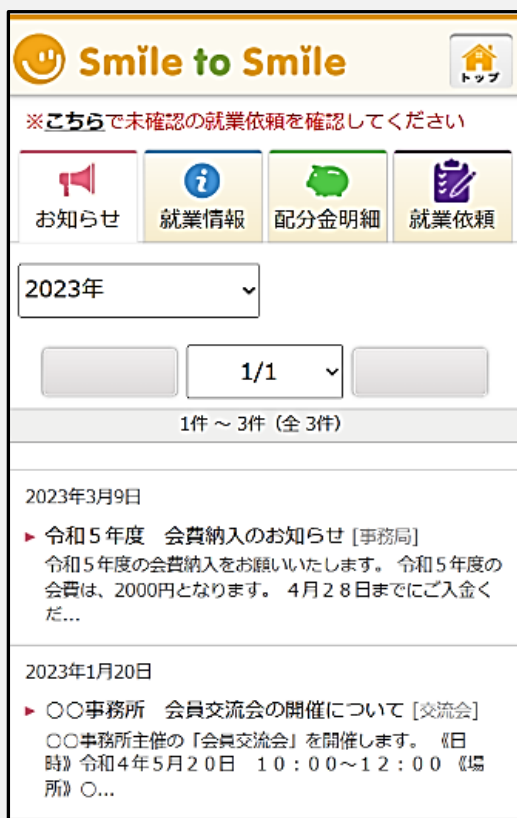 Smile to Smile
トップ
※こちらで未確認の就業依頼を確認してください
お知らせ 就業情報 配分金明細 就業依頼
2023年
1/1
1件 ～ 3件（全 3件）
2023年3月9日
令和５年度　会費納入のお知らせ [事務局]
令和５年度の会費納入をお願いいたします。 令和５年度の
会費は、2000円となります。 ４月２８日までにご入金く
だ...
2023年1月20日
○○事務所　会員交流会の開催について [交流会]
○○事務所主催の「会員交流会」を開催します。 《日
時》令和４年５月２０日　１０：００～１２：００ 《場
所》○...